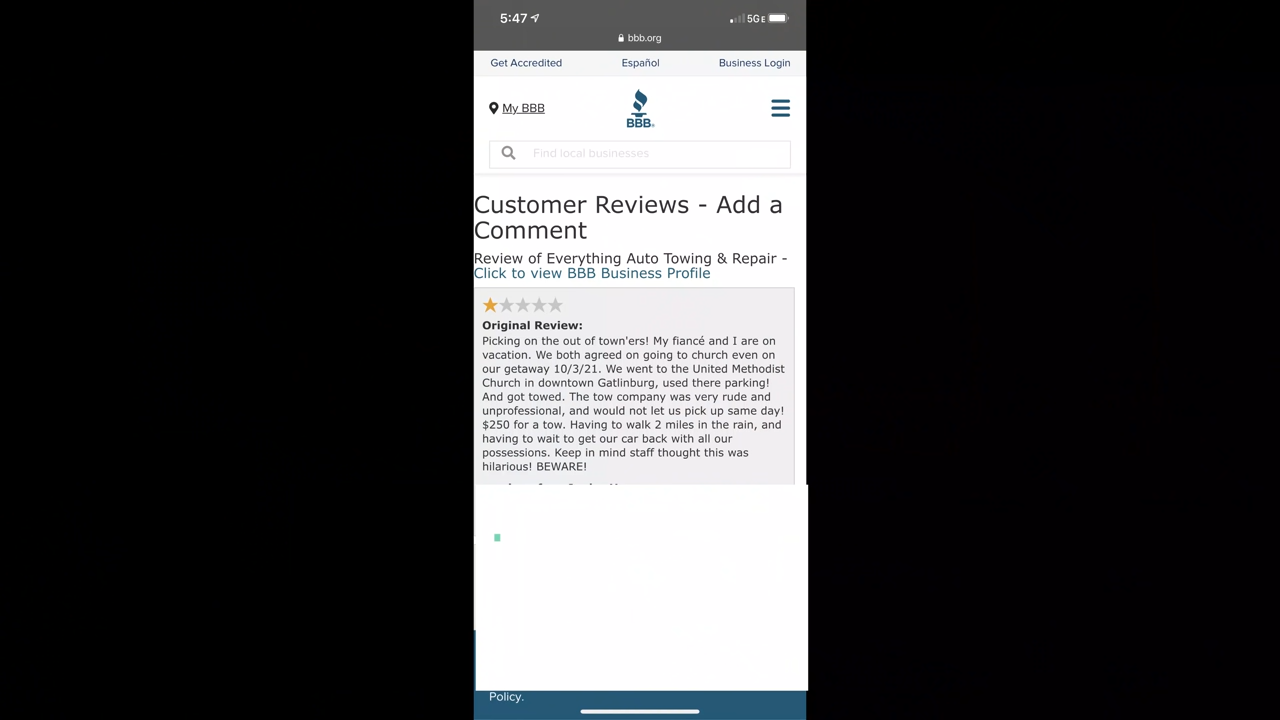 5:47
5GE
bbb.org
Get Accredited
Español
Business Login
My BBB
BBB
Find local businesses
Customer Reviews - Add a
Comment
Review of Everything Auto Towing & Repair -
Click to view BBB Business Profile
Original Review:
Picking on the out of town'ers! My fiancé and I are on
vacation. We both agreed on going to church even on
our getaway 10/3/21. We went to the United Methodist
Church in downtown Gatlinburg, used there parking!
And got towed. The tow company was very rude and
unprofessional, and would not let us pick up same day!
$250 for a tow. Having to walk 2 miles in the rain, and
having to wait to get our car back with all our
possessions. Keep in mind staff thought this was
hilarious! BEWARE!
Policy.